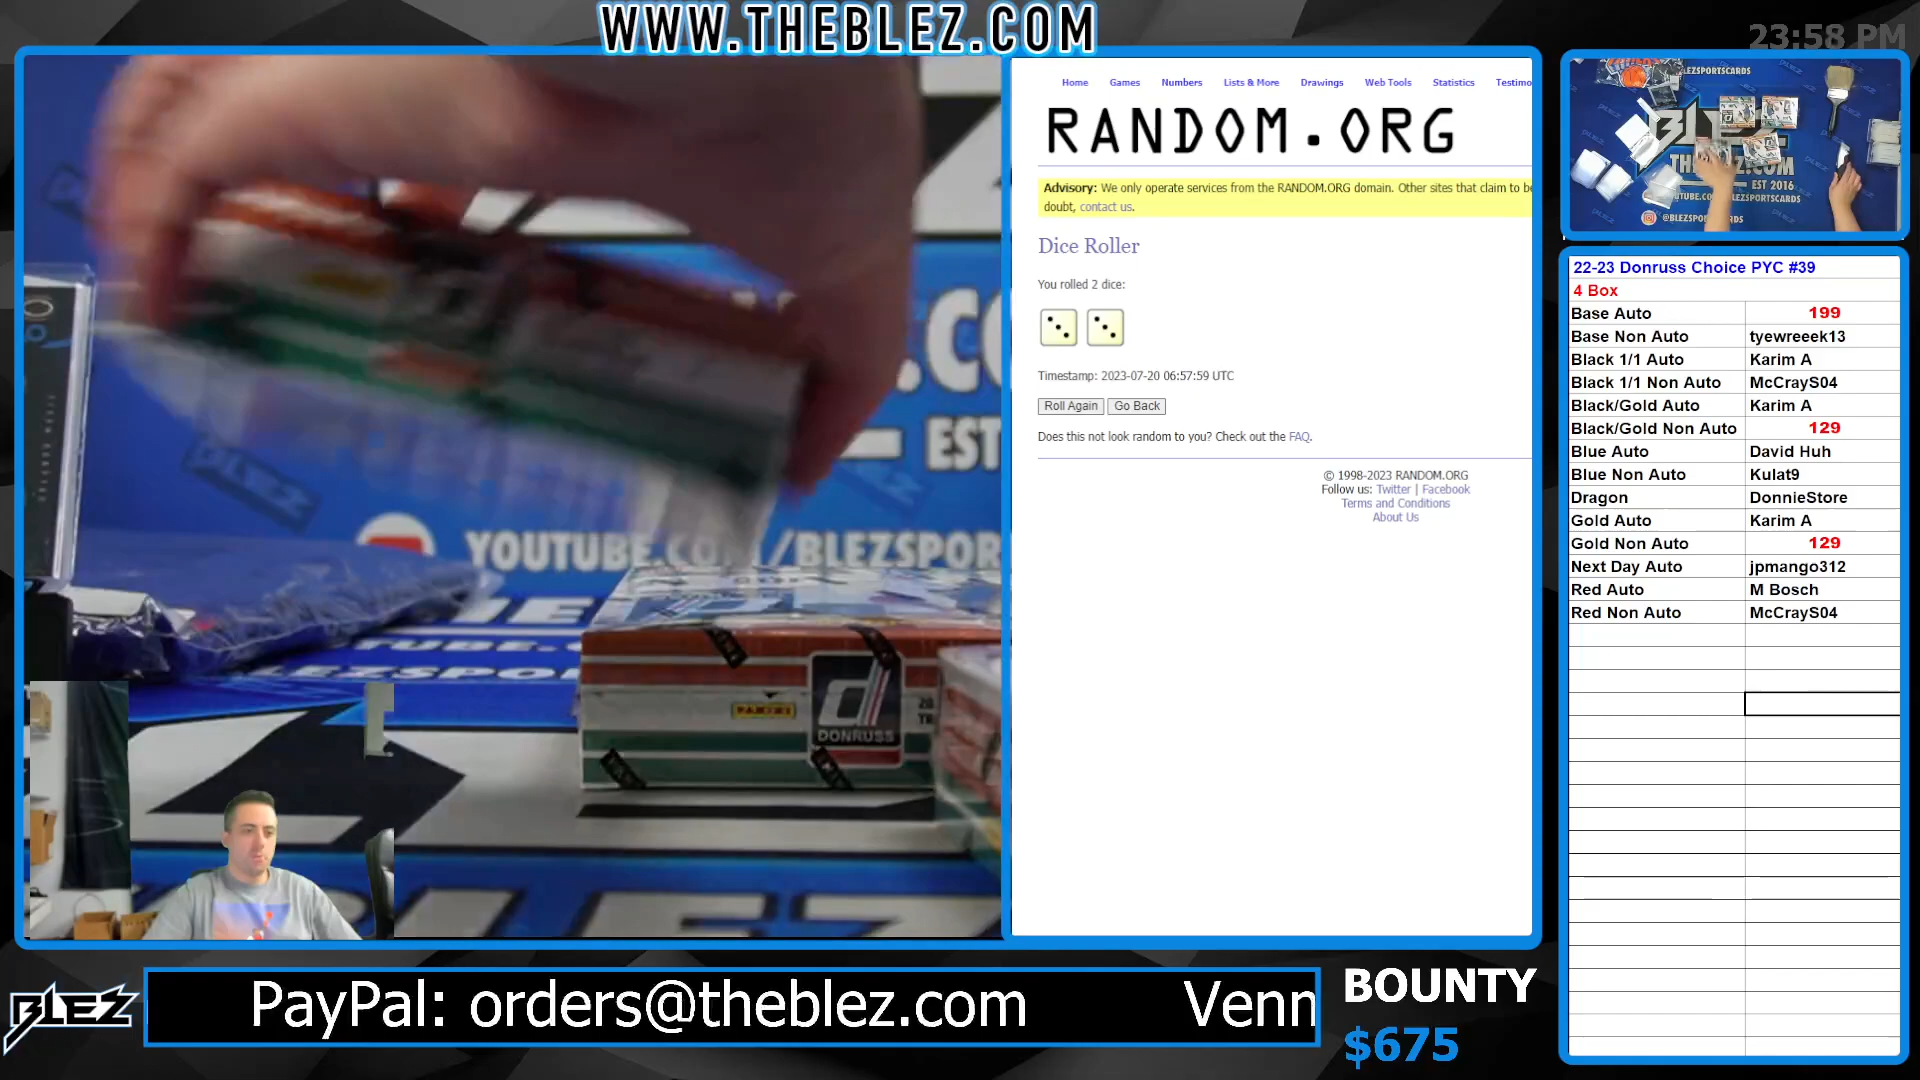 WWW.THEBLEZ.COM
23:58 PM
Home Games Numbers Lists & More Drawings Web Tools Statistics Testimo
RANDOM.ORG
Advisory: We only operate services from the RANDOM.ORG domain. Other sites that claim to be
doubt, contact us.
Dice Roller
You rolled 2 dice:
Timestamp: 2023-07-20 06:57:59 UTC
Roll Again Go Back
Does this not look random to you? Check out the FAQ.
© 1998-2023 RANDOM.ORG
Follow us: Twitter | Facebook
Terms and Conditions
About Us
EST
YOUTUBE.COM/BLEZSPOR
PANINI
DONRUSS
BLEZ
EST 2016
@BLEZSPORTSCARDS
22-23 Donruss Choice PYC #39
4 Box
Base Auto 199
Base Non Auto tyewreeek13
Black 1/1 Auto Karim A
Black 1/1 Non Auto McCrayS04
Black/Gold Auto Karim A
Black/Gold Non Auto 129
Blue Auto David Huh
Blue Non Auto Kulat9
Dragon DonnieStore
Gold Auto Karim A
Gold Non Auto 129
Next Day Auto jpmango312
Red Auto M Bosch
Red Non Auto McCrayS04
BLEZ
PayPal: orders@theblez.com Venn
BOUNTY
$675